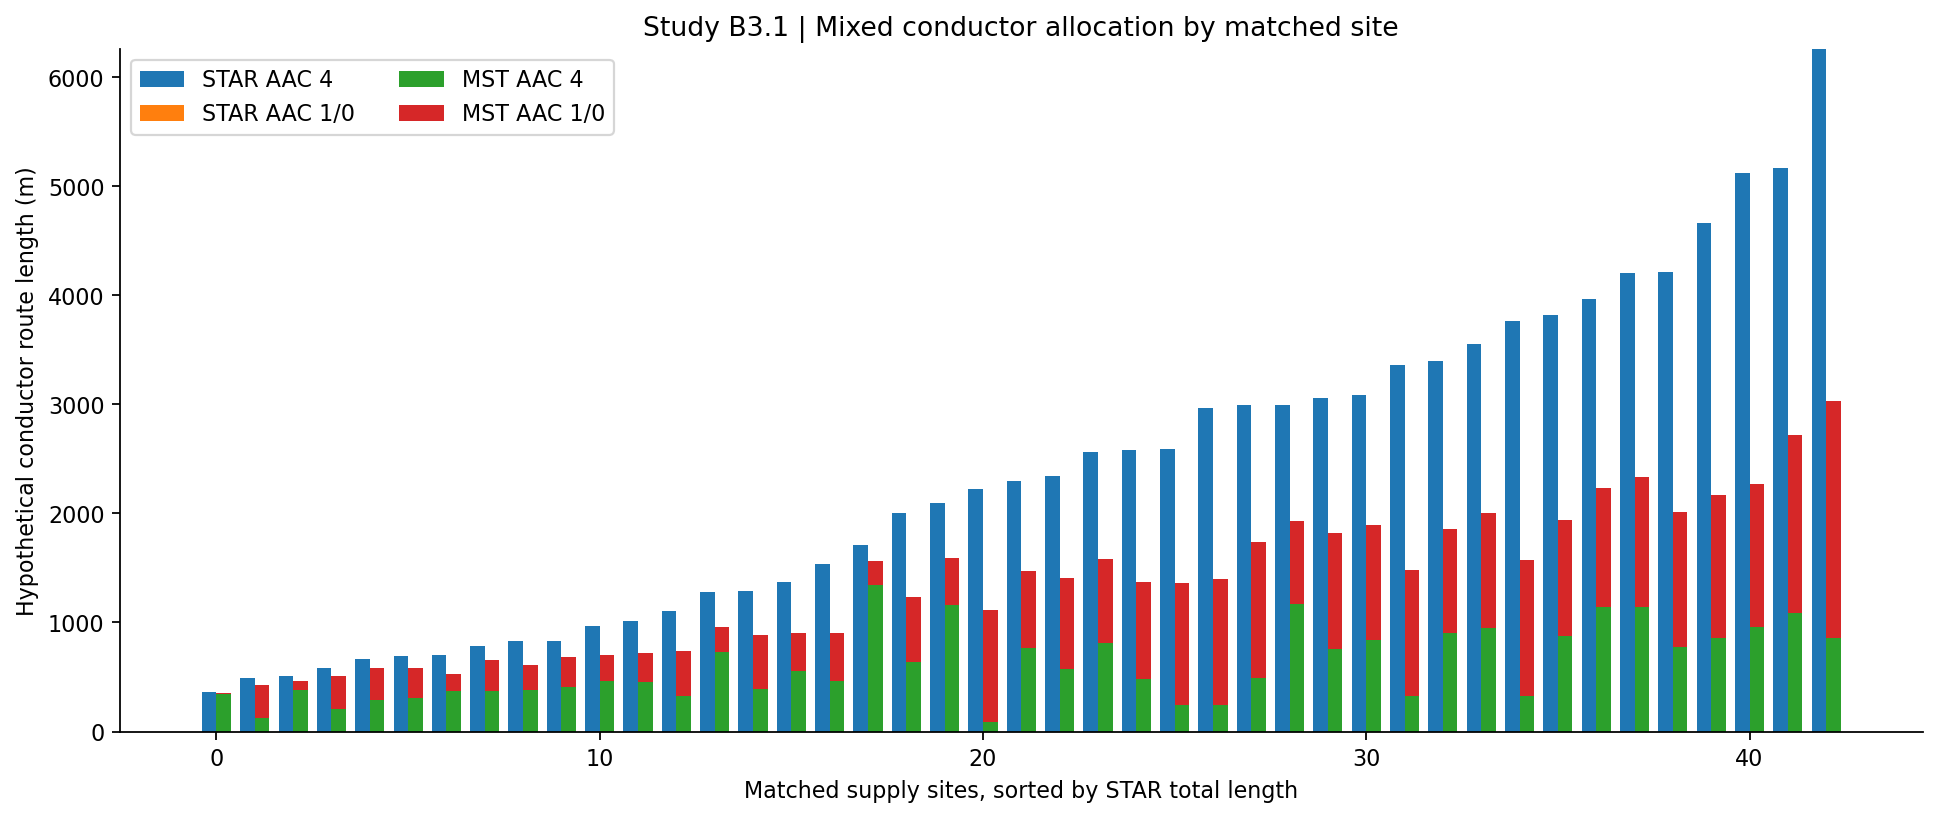 Study B3.1 | Mixed conductor allocation by matched site
STAR AAC 4
STAR AAC 1/0
MST AAC 4
MST AAC 1/0
Hypothetical conductor route length (m)
6000
5000
4000
3000
2000
1000
0
0 10 20 30 40
Matched supply sites, sorted by STAR total length